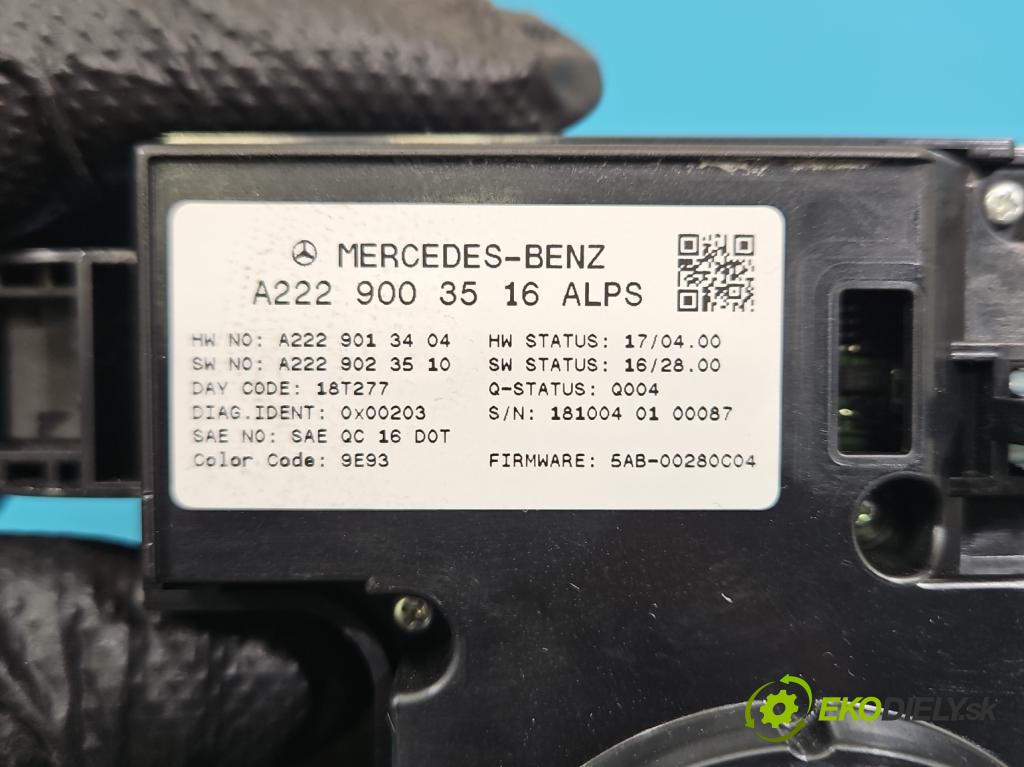 MERCEDES-BENZ
A222 900 35 16 ALPS
HW NO: A222 901 34 04 HW STATUS: 17/04.00
SW NO: A222 902 35 10 SW STATUS: 16/28.00
DAY CODE: 18T277 Q-STATUS: Q004
DIAG.IDENT: 0x00203 S/N: 181004 01 00087
SAE NO: SAE QC 16 DOT
Color Code: 9E93 FIRMWARE: 5AB-00280C04
EKODIELY.sk